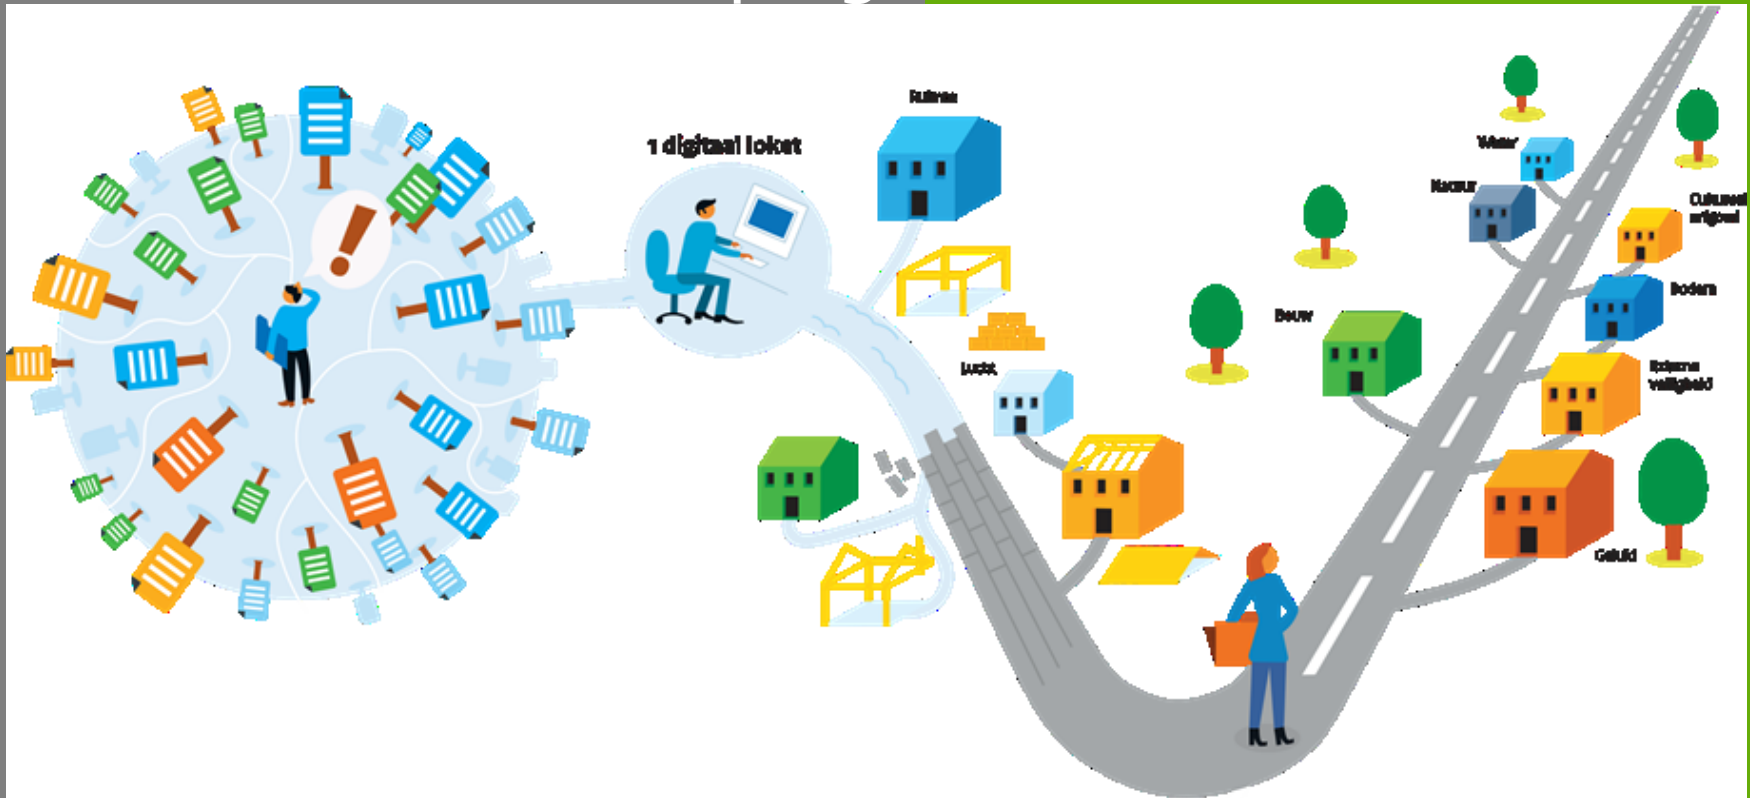 1 digitaal loket
Ruimte
Lucht
Bouw
Water
Natuur
Cultureel
erfgoed
Bodem
Externe
veiligheid
Geluid